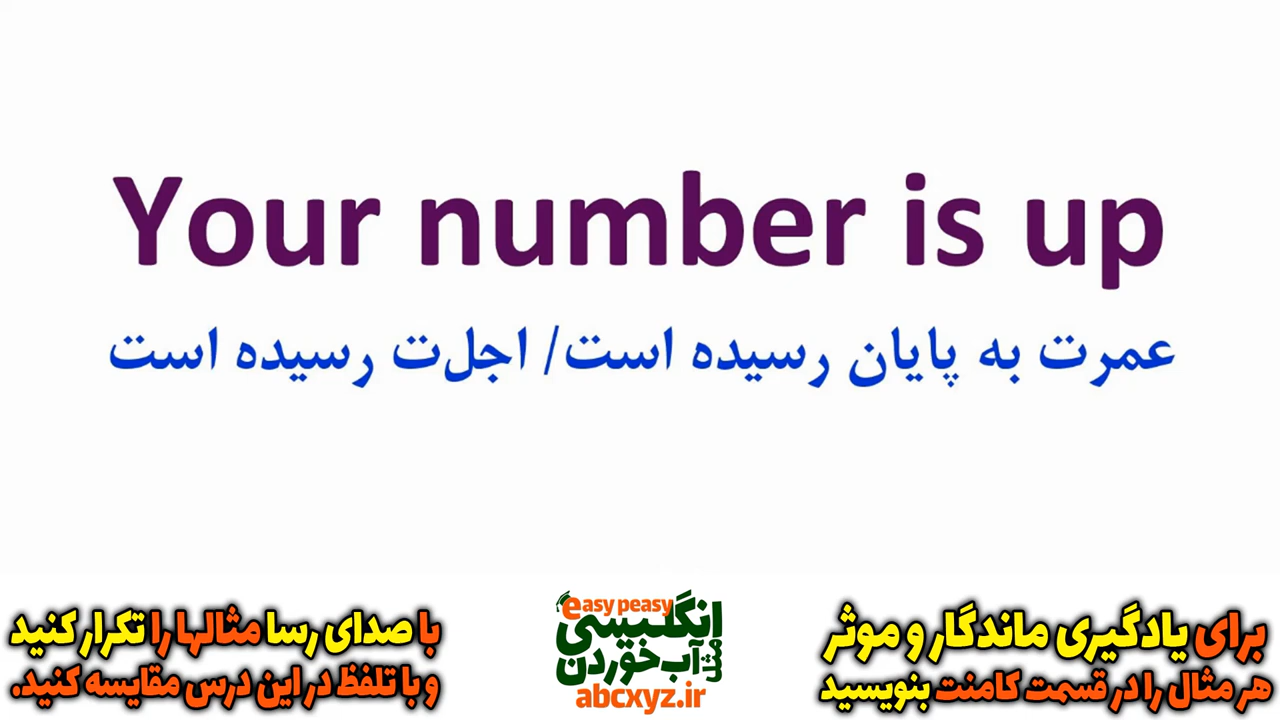 Your number is up
عمرت به پایان رسیده است/ اجل‌ت رسیده است
برای یادگیری ماندگار و موثر
هر مثال را در قسمت کامنت بنویسید
easy peasy
انگلیسی
مثل آب خوردن
abcxyz.ir
با صدای رسا مثالها را تکرار کنید
و با تلفظ در این درس مقایسه کنید.